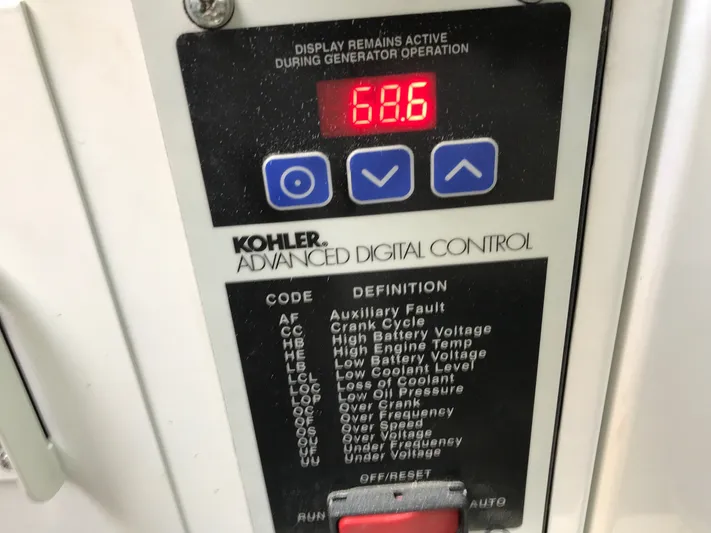 DISPLAY REMAINS ACTIVE
DURING GENERATOR OPERATION
68.6
KOHLER®
ADVANCED DIGITAL CONTROL
CODE DEFINITION
AF Auxiliary Fault
CC Crank Cycle
HB High Battery Voltage
HE High Engine Temp
LB Low Battery Voltage
LCL Low Coolant Level
LOC Loss of Coolant
LOP Low Oil Pressure
OC Over Crank
OF Over Frequency
OS Over Speed
OU Over Voltage
UF Under Frequency
UU Under Voltage
OFF/RESET
RUN AUTO